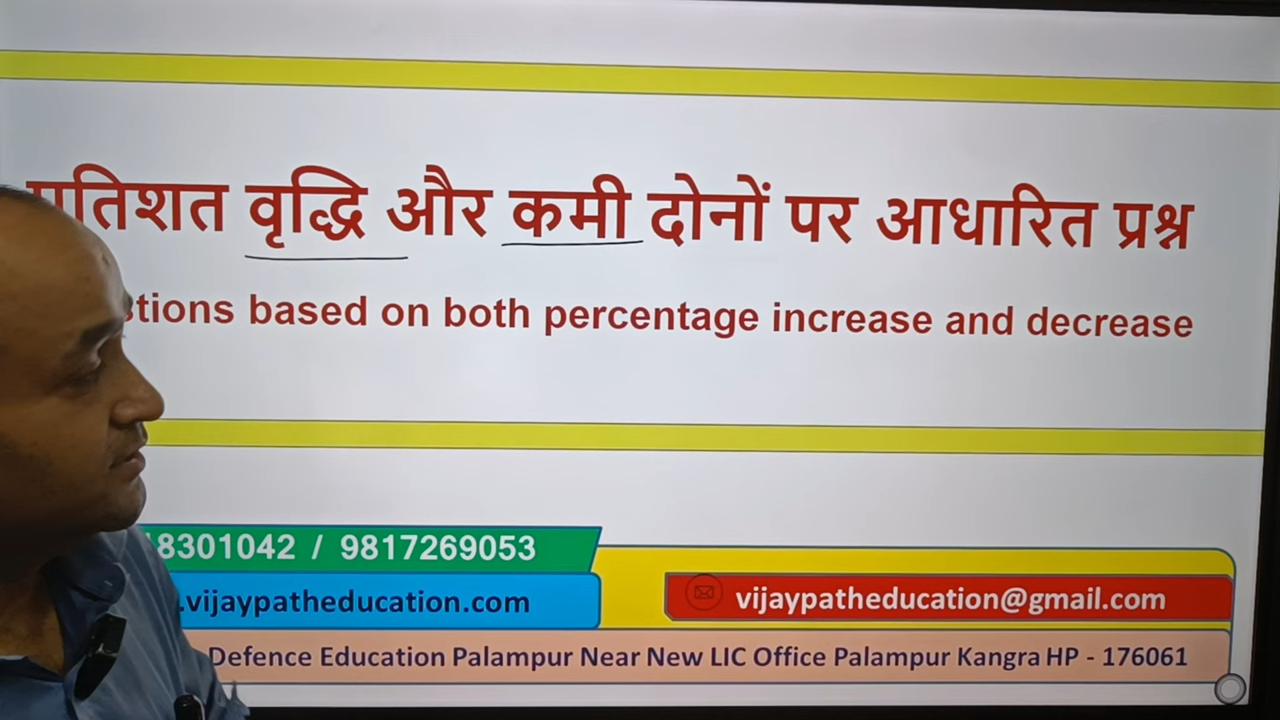 वृद्धि और कमी दोनों पर आधारित प्रश्न
based on both percentage increase and decrease
8301042 / 9817269053
.vijaypatheducation.com
vijaypatheducation@gmail.com
Defence Education Palampur Near New LIC Office Palampur Kangra HP - 176061